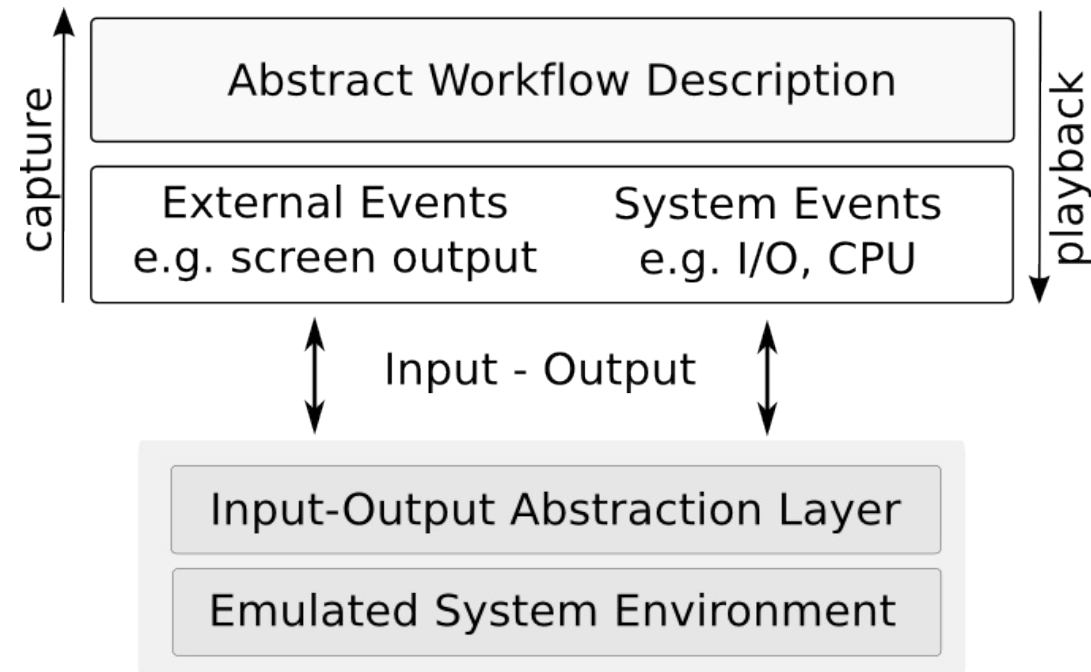 capture
Abstract Workflow Description
playback
External Events
e.g. screen output
System Events
e.g. I/O, CPU
Input - Output
Input-Output Abstraction Layer
Emulated System Environment